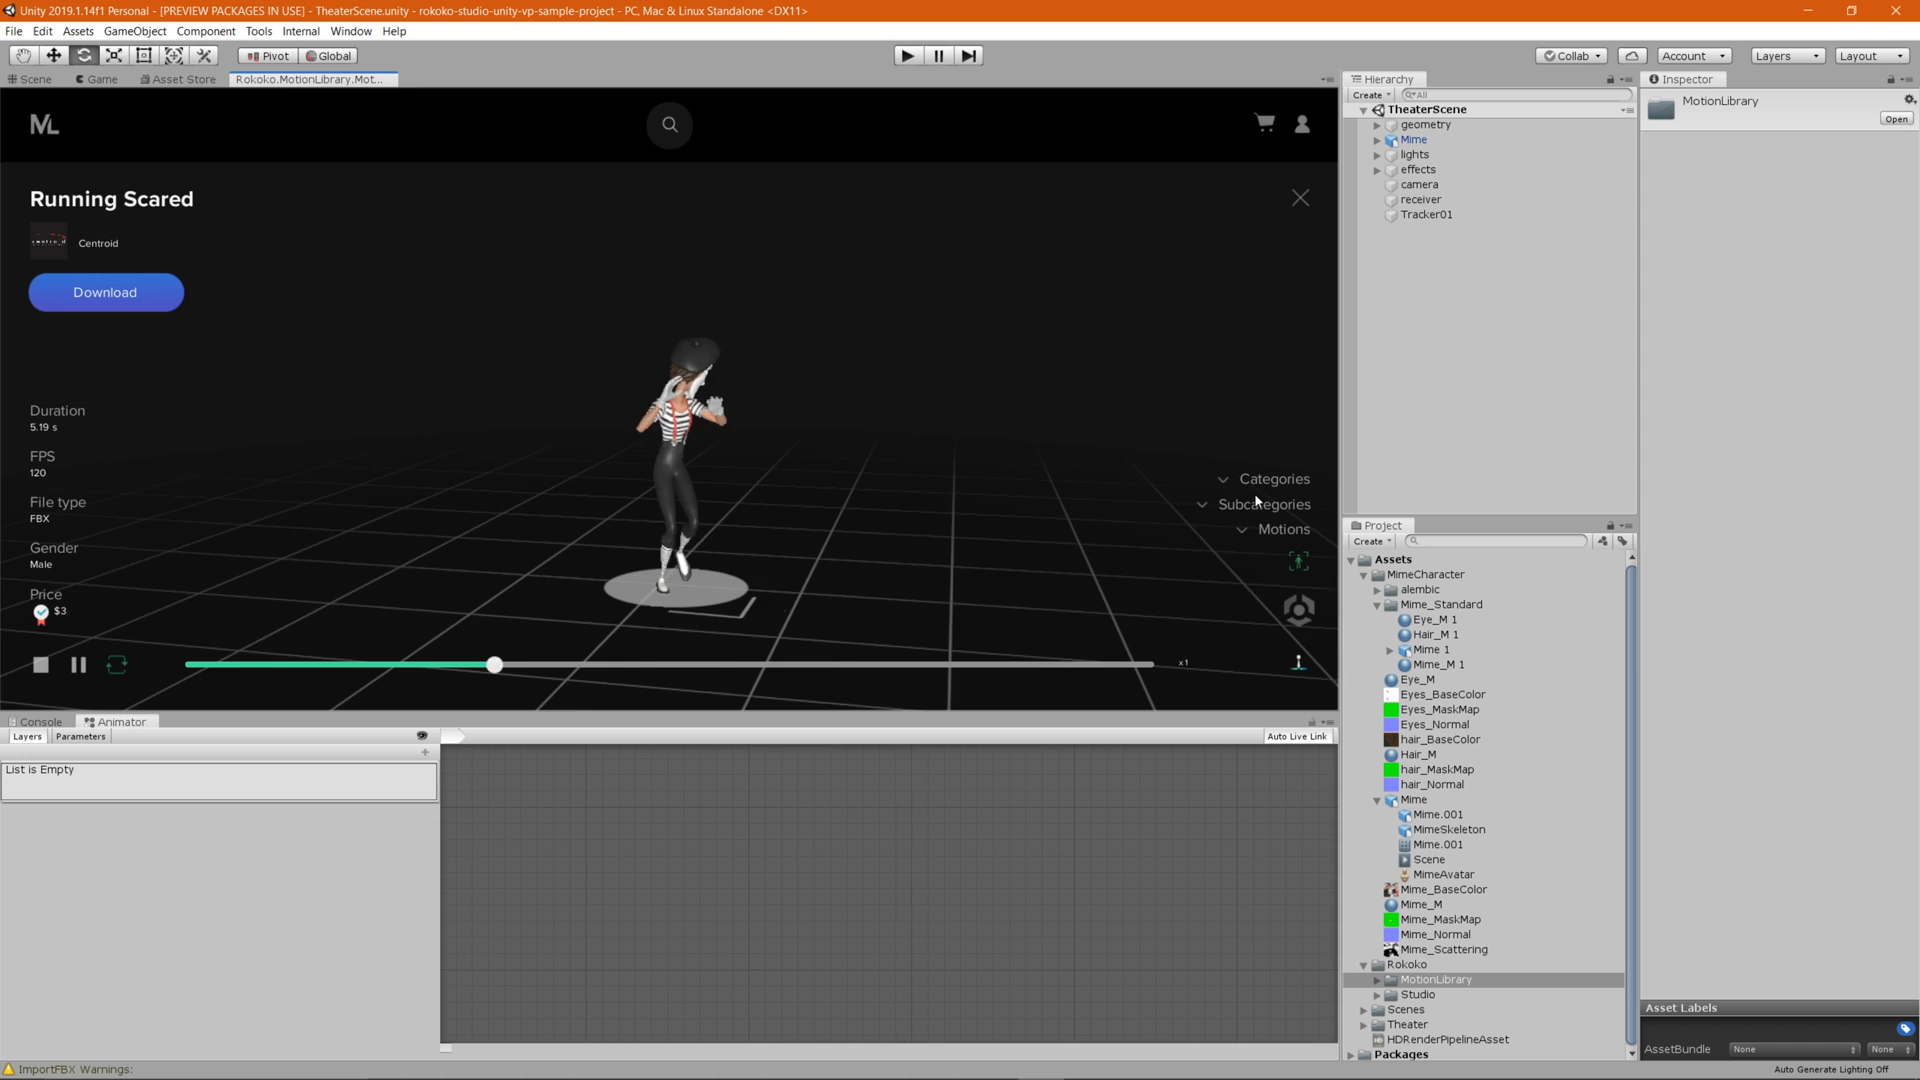 Unity 2019.1.14f1 Personal - [PREVIEW PACKAGES IN USE] - TheaterScene.unity - rokoko-studio-unity-vp-sample-project - PC, Mac & Linux Standalone <DX11>
File Edit Assets GameObject Component Tools Internal Window Help
Pivot Global Collab Account Layers Layout
Scene Game Asset Store Rokoko.MotionLibrary.Mot...
ML
Running Scared
Centroid
Download
Duration
5.19 s
FPS
120
File type
FBX
Gender
Male
Price
$3
Categories
Subcategories
Motions
x1
Console Animator
Layers Parameters
Auto Live Link
List is Empty
Hierarchy
Create All
TheaterScene
geometry
Mime
lights
effects
camera
receiver
Tracker01
Project
Create
Assets
MimeCharacter
alembic
Mime_Standard
Eye_M 1
Hair_M 1
Mime 1
Mime_M 1
Eye_M
Eyes_BaseColor
Eyes_MaskMap
Eyes_Normal
hair_BaseColor
Hair_M
hair_MaskMap
hair_Normal
Mime
Mime.001
MimeSkeleton
Mime.001
Scene
MimeAvatar
Mime_BaseColor
Mime_M
Mime_MaskMap
Mime_Normal
Mime_Scattering
Rokoko
MotionLibrary
Studio
Scenes
Theater
HDRenderPipelineAsset
Packages
Inspector
MotionLibrary
Open
Asset Labels
AssetBundle None None
ImportFBX Warnings:
Auto Generate Lighting Off